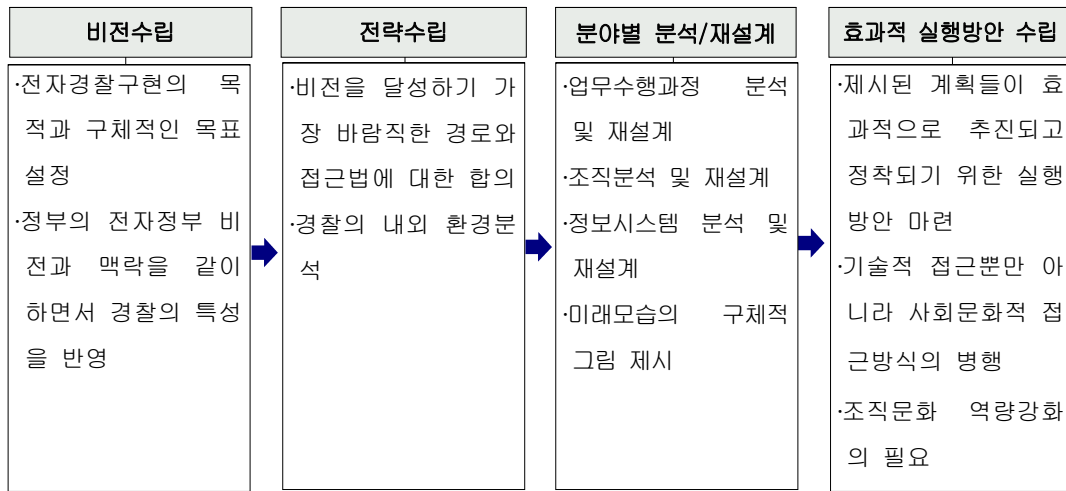 비전수립
·전자경찰구현의 목
적과 구체적인 목표
설정
·정부의 전자정부 비
전과 맥락을 같이
하면서 경찰의 특성
을 반영
전략수립
·비전을 달성하기 가
장 바람직한 경로와
접근법에 대한 합의
·경찰의 내외 환경분
석
분야별 분석/재설계
·업무수행과정 분석
및 재설계
·조직분석 및 재설계
·정보시스템 분석 및
재설계
·미래모습의 구체적
그림 제시
효과적 실행방안 수립
·제시된 계획들이 효
과적으로 추진되고
정착되기 위한 실행
방안 마련
·기술적 접근뿐만 아
니라 사회문화적 접
근방식의 병행
·조직문화 역량강화
의 필요